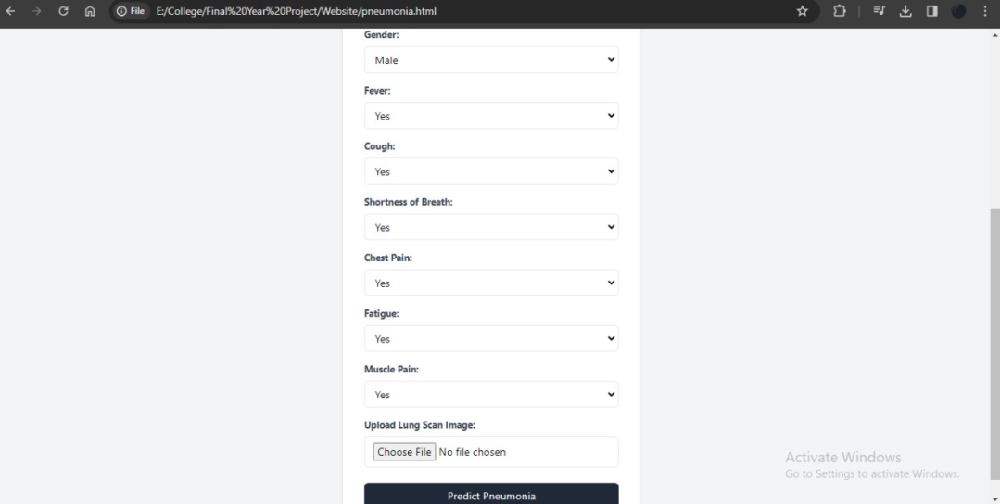 File
E:/College/Final%20Year%20Project/Website/pneumonia.html
Gender:
Male
Fever:
Yes
Cough:
Yes
Shortness of Breath:
Yes
Chest Pain:
Yes
Fatigue:
Yes
Muscle Pain:
Yes
Upload Lung Scan Image:
Choose File No file chosen
Activate Windows
Go to Settings to activate Windows.
Predict Pneumonia